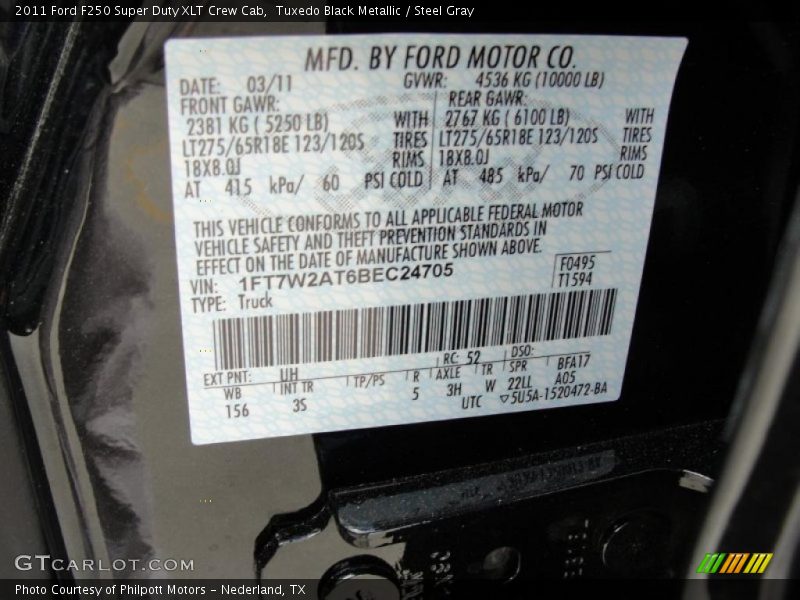 2011 Ford F250 Super Duty XLT Crew Cab, Tuxedo Black Metallic / Steel Gray
MFD. BY FORD MOTOR CO.
DATE: 03/11 GVWR: 4536 KG (10000 LB)
FRONT GAWR: REAR GAWR:
2381 KG ( 5250 LB) WITH 2767 KG ( 6100 LB) WITH
LT275/65R18E 123/120S TIRES LT275/65R18E 123/120S TIRES
18X8.0J RIMS 18X8.0J RIMS
AT 415 kPa/ 60 PSI COLD AT 485 kPa/ 70 PSI COLD
THIS VEHICLE CONFORMS TO ALL APPLICABLE FEDERAL MOTOR
VEHICLE SAFETY AND THEFT PREVENTION STANDARDS IN
EFFECT ON THE DATE OF MANUFACTURE SHOWN ABOVE.
VIN: 1FT7W2AT6BEC24705 F0495
TYPE: Truck T1594
EXT PNT: UH RC: 52 DSO:
WB INT TR TP/PS R AXLE TR SPR BFA17
156 3S 5 3H W 22LL A05
UTC ▽5U5A-1520472-BA
GTCARLOT.COM
Photo Courtesy of Philpott Motors - Nederland, TX